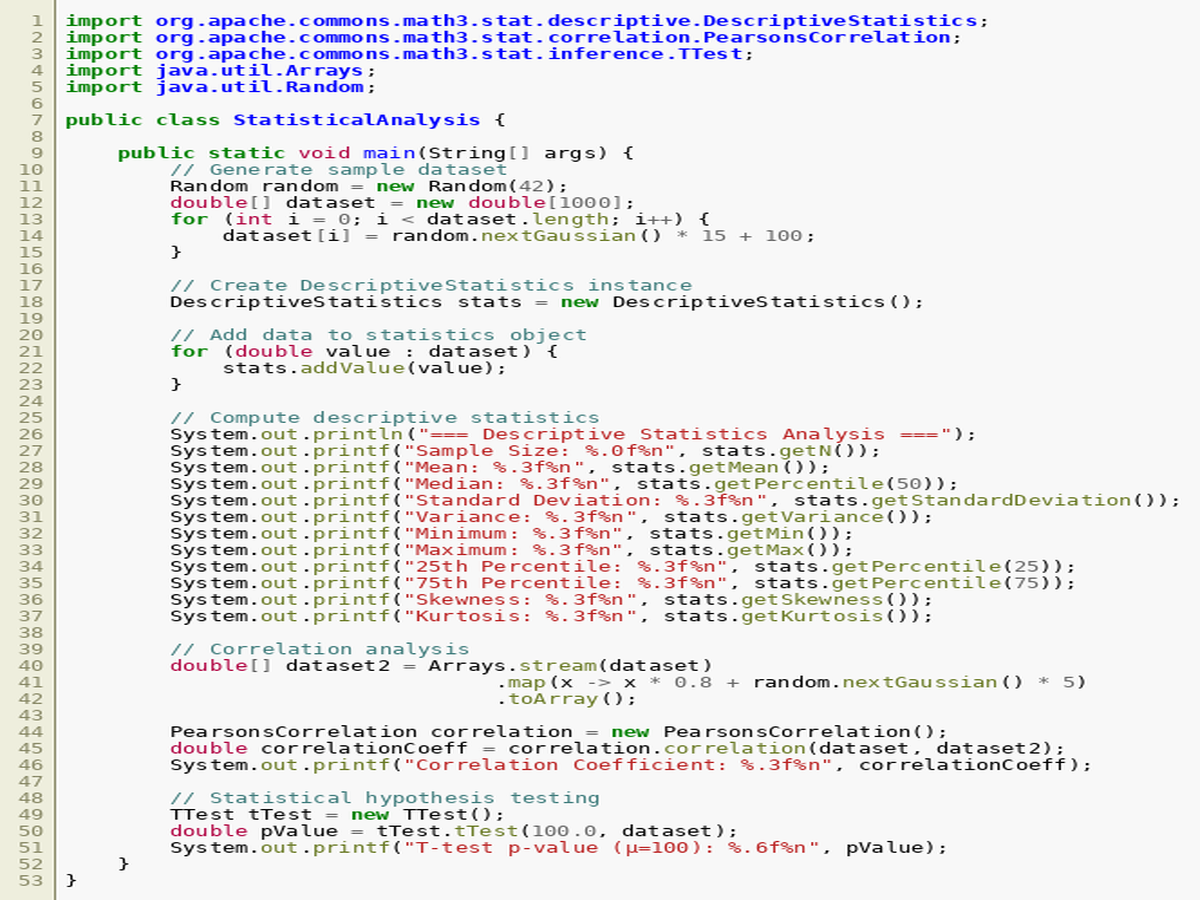 1 import org.apache.commons.math3.stat.descriptive.DescriptiveStatistics;
2 import org.apache.commons.math3.stat.correlation.PearsonsCorrelation;
3 import org.apache.commons.math3.stat.inference.TTest;
4 import java.util.Arrays;
5 import java.util.Random;
6
7 public class StatisticalAnalysis {
8
9     public static void main(String[] args) {
10         // Generate sample dataset
11         Random random = new Random(42);
12         double[] dataset = new double[1000];
13         for (int i = 0; i < dataset.length; i++) {
14             dataset[i] = random.nextGaussian() * 15 + 100;
15         }
16
17         // Create DescriptiveStatistics instance
18         DescriptiveStatistics stats = new DescriptiveStatistics();
19
20         // Add data to statistics object
21         for (double value : dataset) {
22             stats.addValue(value);
23         }
24
25         // Compute descriptive statistics
26         System.out.println("=== Descriptive Statistics Analysis ===");
27         System.out.printf("Sample Size: %.0f%n", stats.getN());
28         System.out.printf("Mean: %.3f%n", stats.getMean());
29         System.out.printf("Median: %.3f%n", stats.getPercentile(50));
30         System.out.printf("Standard Deviation: %.3f%n", stats.getStandardDeviation());
31         System.out.printf("Variance: %.3f%n", stats.getVariance());
32         System.out.printf("Minimum: %.3f%n", stats.getMin());
33         System.out.printf("Maximum: %.3f%n", stats.getMax());
34         System.out.printf("25th Percentile: %.3f%n", stats.getPercentile(25));
35         System.out.printf("75th Percentile: %.3f%n", stats.getPercentile(75));
36         System.out.printf("Skewness: %.3f%n", stats.getSkewness());
37         System.out.printf("Kurtosis: %.3f%n", stats.getKurtosis());
38
39         // Correlation analysis
40         double[] dataset2 = Arrays.stream(dataset)
41                                  .map(x -> x * 0.8 + random.nextGaussian() * 5)
42                                  .toArray();
43
44         PearsonsCorrelation correlation = new PearsonsCorrelation();
45         double correlationCoeff = correlation.correlation(dataset, dataset2);
46         System.out.printf("Correlation Coefficient: %.3f%n", correlationCoeff);
47
48         // Statistical hypothesis testing
49         TTest tTest = new TTest();
50         double pValue = tTest.tTest(100.0, dataset);
51         System.out.printf("T-test p-value (μ=100): %.6f%n", pValue);
52     }
53 }